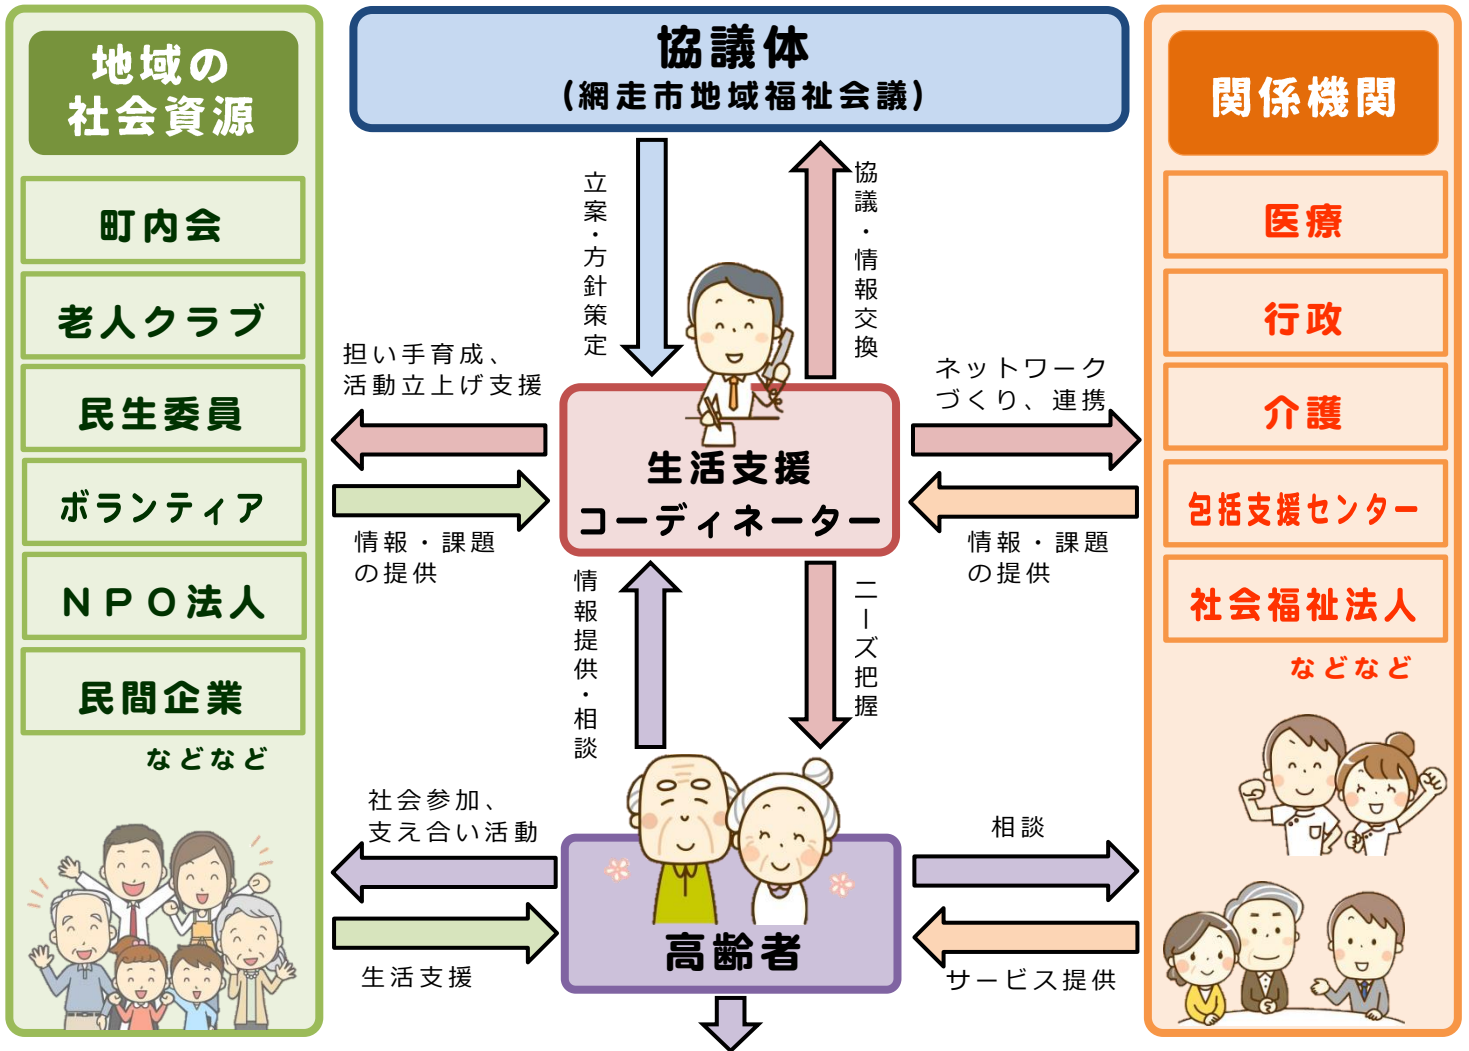 地域の
社会資源
町内会
老人クラブ
民生委員
ボランティア
NPO法人
民間企業
などなど
協議体
(網走市地域福祉会議)
立案・方針策定
協議・情報交換
担い手育成、
活動立上げ支援
情報・課題
の提供
ネットワーク
づくり、連携
情報・課題
の提供
生活支援
コーディネーター
情報提供・相談
ニーズ把握
社会参加、
支え合い活動
生活支援
相談
サービス提供
高齢者
関係機関
医療
行政
介護
包括支援センター
社会福祉法人
などなど